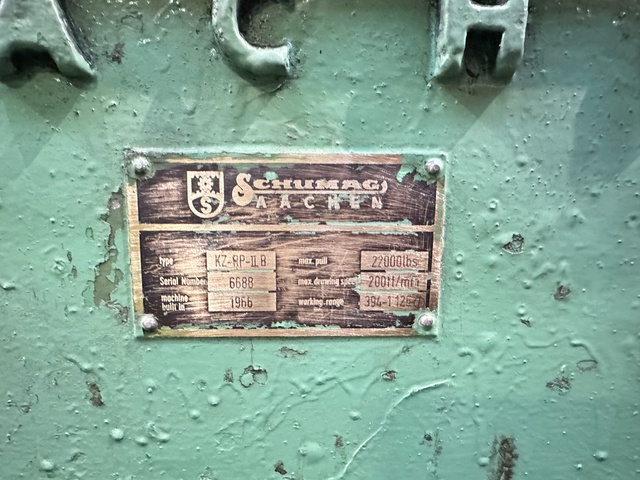 ACH
SCHUMAG
AACHEN
type KZ-RP-II B max. pull 22000lbs
Serial Number 6688 max. drawing speed 200ft/min
machine built in 1966 working-range